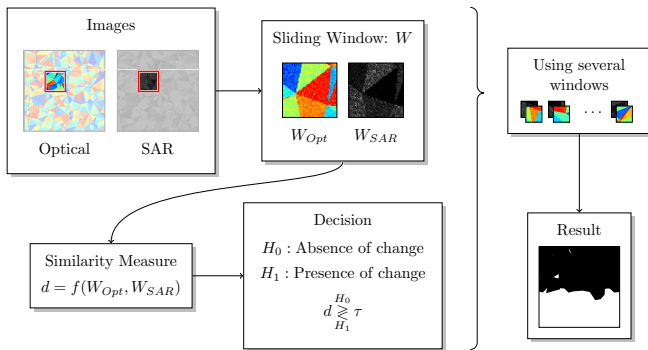 Images
Optical
SAR
Sliding Window: W
W_Opt
W_SAR
Similarity Measure
d = f(W_Opt, W_SAR)
Decision
H_0 : Absence of change
H_1 : Presence of change
H_0
d ≷ τ
H_1
Using several
windows
...
Result